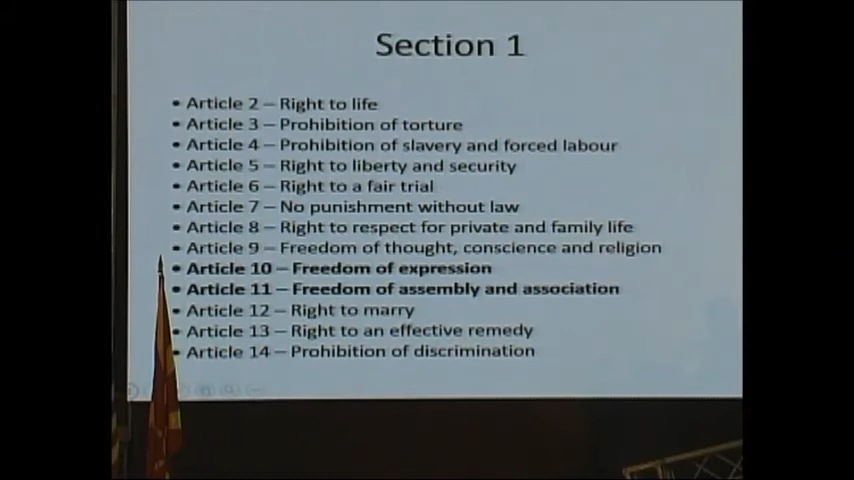 Section 1
• Article 2 – Right to life
• Article 3 – Prohibition of torture
• Article 4 – Prohibition of slavery and forced labour
• Article 5 – Right to liberty and security
• Article 6 – Right to a fair trial
• Article 7 – No punishment without law
• Article 8 – Right to respect for private and family life
• Article 9 – Freedom of thought, conscience and religion
• Article 10 – Freedom of expression
• Article 11 – Freedom of assembly and association
• Article 12 – Right to marry
• Article 13 – Right to an effective remedy
• Article 14 – Prohibition of discrimination